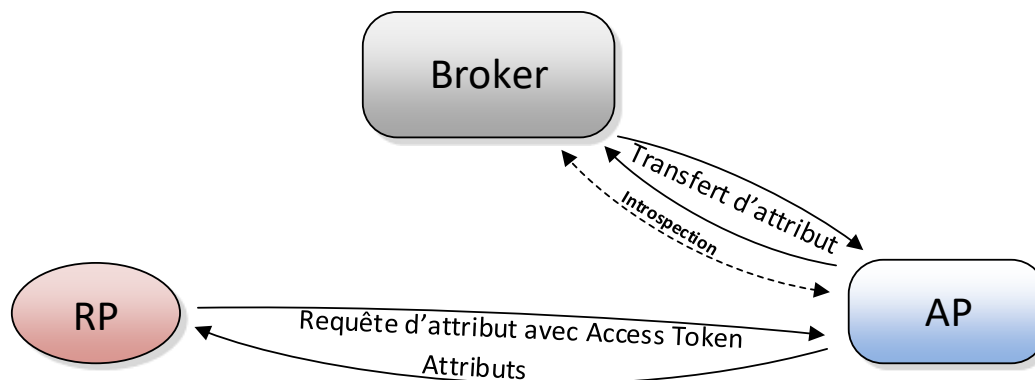 Broker
Transfert d'attribut
Introspection
RP
AP
Requête d'attribut avec Access Token
Attributs